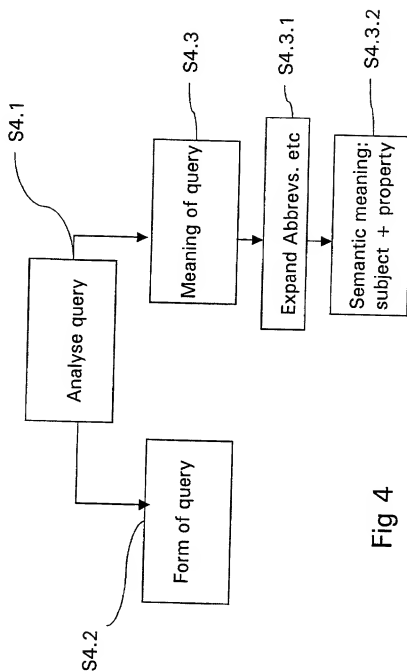 S4.1
Analyse query
S4.2
Form of query
S4.3
Meaning of query
S4.3.1
Expand Abbrevs. etc
S4.3.2
Semantic meaning:
subject + property
Fig 4